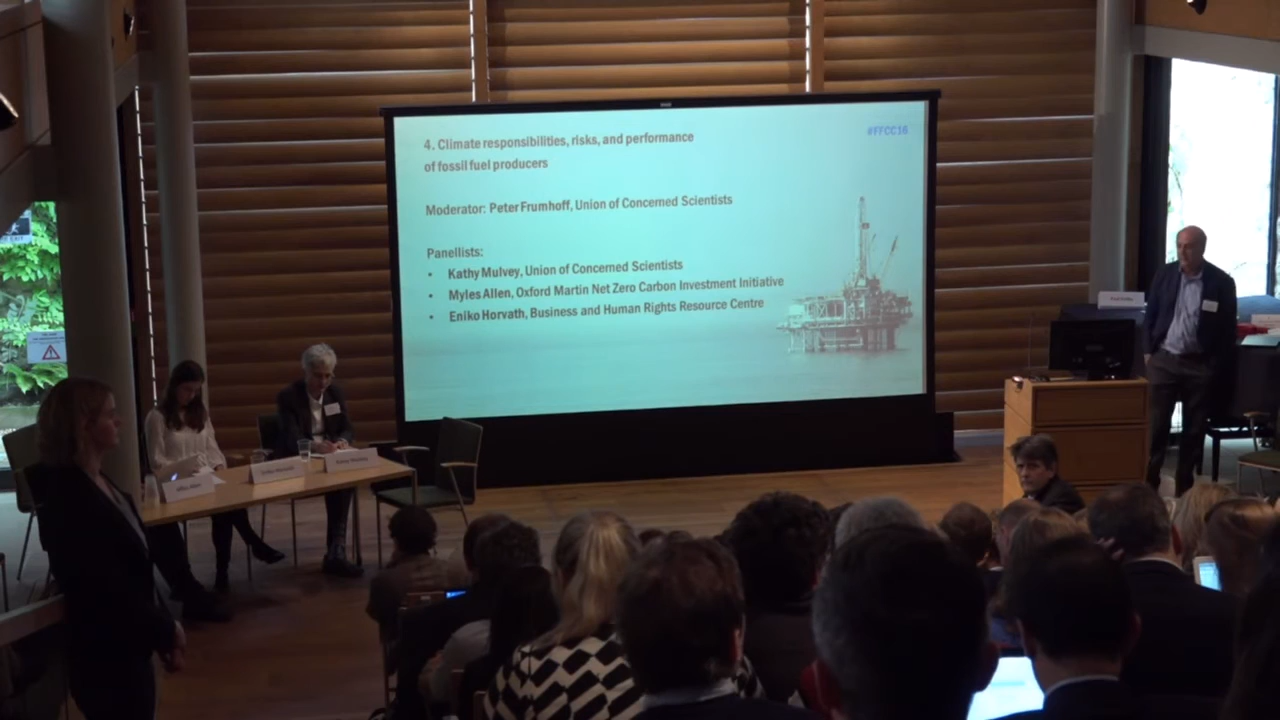 #FFCC16
4. Climate responsibilities, risks, and performance
of fossil fuel producers
Moderator: Peter Frumhoff, Union of Concerned Scientists
Panellists:
• Kathy Mulvey, Union of Concerned Scientists
• Myles Allen, Oxford Martin Net Zero Carbon Investment Initiative
• Eniko Horvath, Business and Human Rights Resource Centre